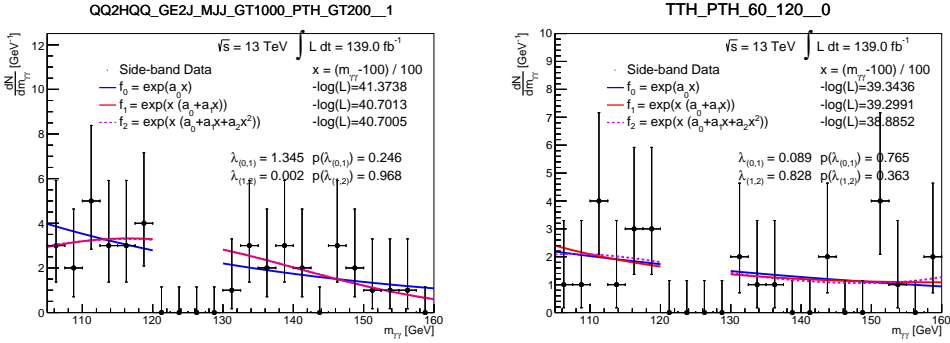 QQ2HQQ_GE2J_MJJ_GT1000_PTH_GT200__1
√s = 13 TeV ∫ L dt = 139.0 fb⁻¹
Side-band Data x = (mγγ-100) / 100
f₀ = exp(a₀x) -log(L)=41.3738
f₁ = exp(x (a₀+a₁x)) -log(L)=40.7013
f₂ = exp(x (a₀+a₁x+a₂x²)) -log(L)=40.7005
λ(0,1) = 1.345 p(λ(0,1)) = 0.246
λ(1,2) = 0.002 p(λ(1,2)) = 0.968
dN/dmγγ [GeV⁻¹]
12
10
8
6
4
2
0
110 120 130 140 150 160
mγγ [GeV]
TTH_PTH_60_120__0
√s = 13 TeV ∫ L dt = 139.0 fb⁻¹
Side-band Data x = (mγγ-100) / 100
f₀ = exp(a₀x) -log(L)=39.3436
f₁ = exp(x (a₀+a₁x)) -log(L)=39.2991
f₂ = exp(x (a₀+a₁x+a₂x²)) -log(L)=38.8852
λ(0,1) = 0.089 p(λ(0,1)) = 0.765
λ(1,2) = 0.828 p(λ(1,2)) = 0.363
dN/dmγγ [GeV⁻¹]
10
9
8
7
6
5
4
3
2
1
0
110 120 130 140 150 160
mγγ [GeV]